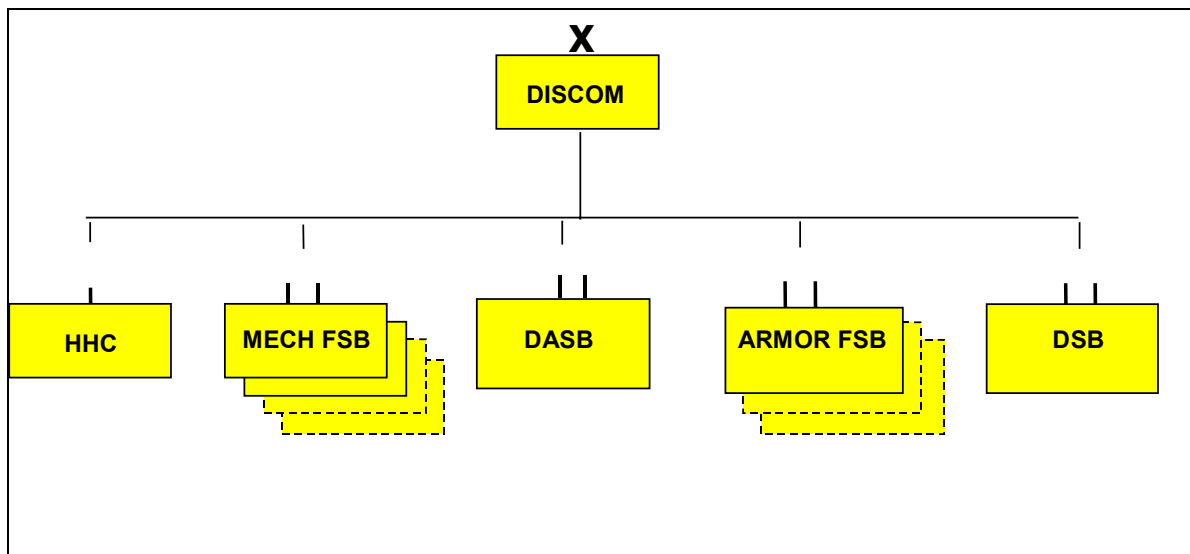 X
DISCOM
HHC
MECH FSB
DASB
ARMOR FSB
DSB